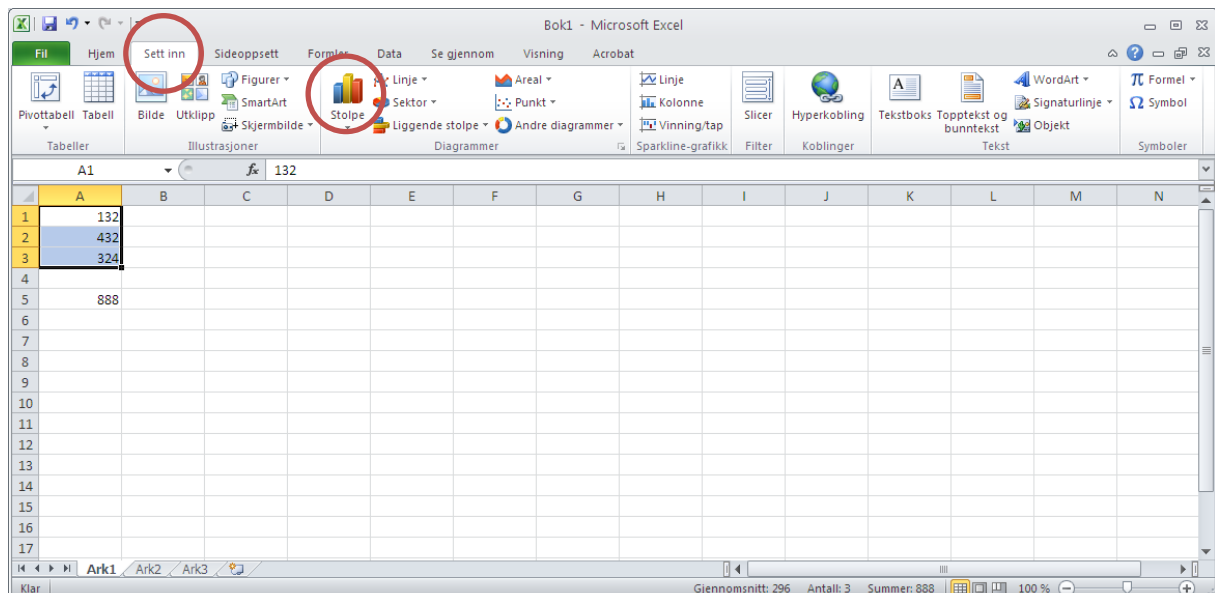 Bok1 - Microsoft Excel
Fil Hjem Sett inn Sideoppsett Formler Data Se gjennom Visning Acrobat
Pivottabell Tabell
Tabeller
Bilde Utklipp Figurer SmartArt Skjermbilde
Illustrasjoner
Stolpe Linje Sektor Liggende stolpe Areal Punkt Andre diagrammer
Diagrammer
Linje Kolonne Vinning/tap
Sparkline-grafikk
Slicer
Filter
Hyperkobling
Koblinger
Tekstboks Topptekst og bunntekst WordArt Signaturlinje Objekt
Tekst
π Formel Ω Symbol
Symboler
A1 fx 132
A B C D E F G H I J K L M N
1 132
2 432
3 324
4
5 888
6
7
8
9
10
11
12
13
14
15
16
17
Ark1 Ark2 Ark3
Klar Gjennomsnitt: 296 Antall: 3 Summer: 888 100 %